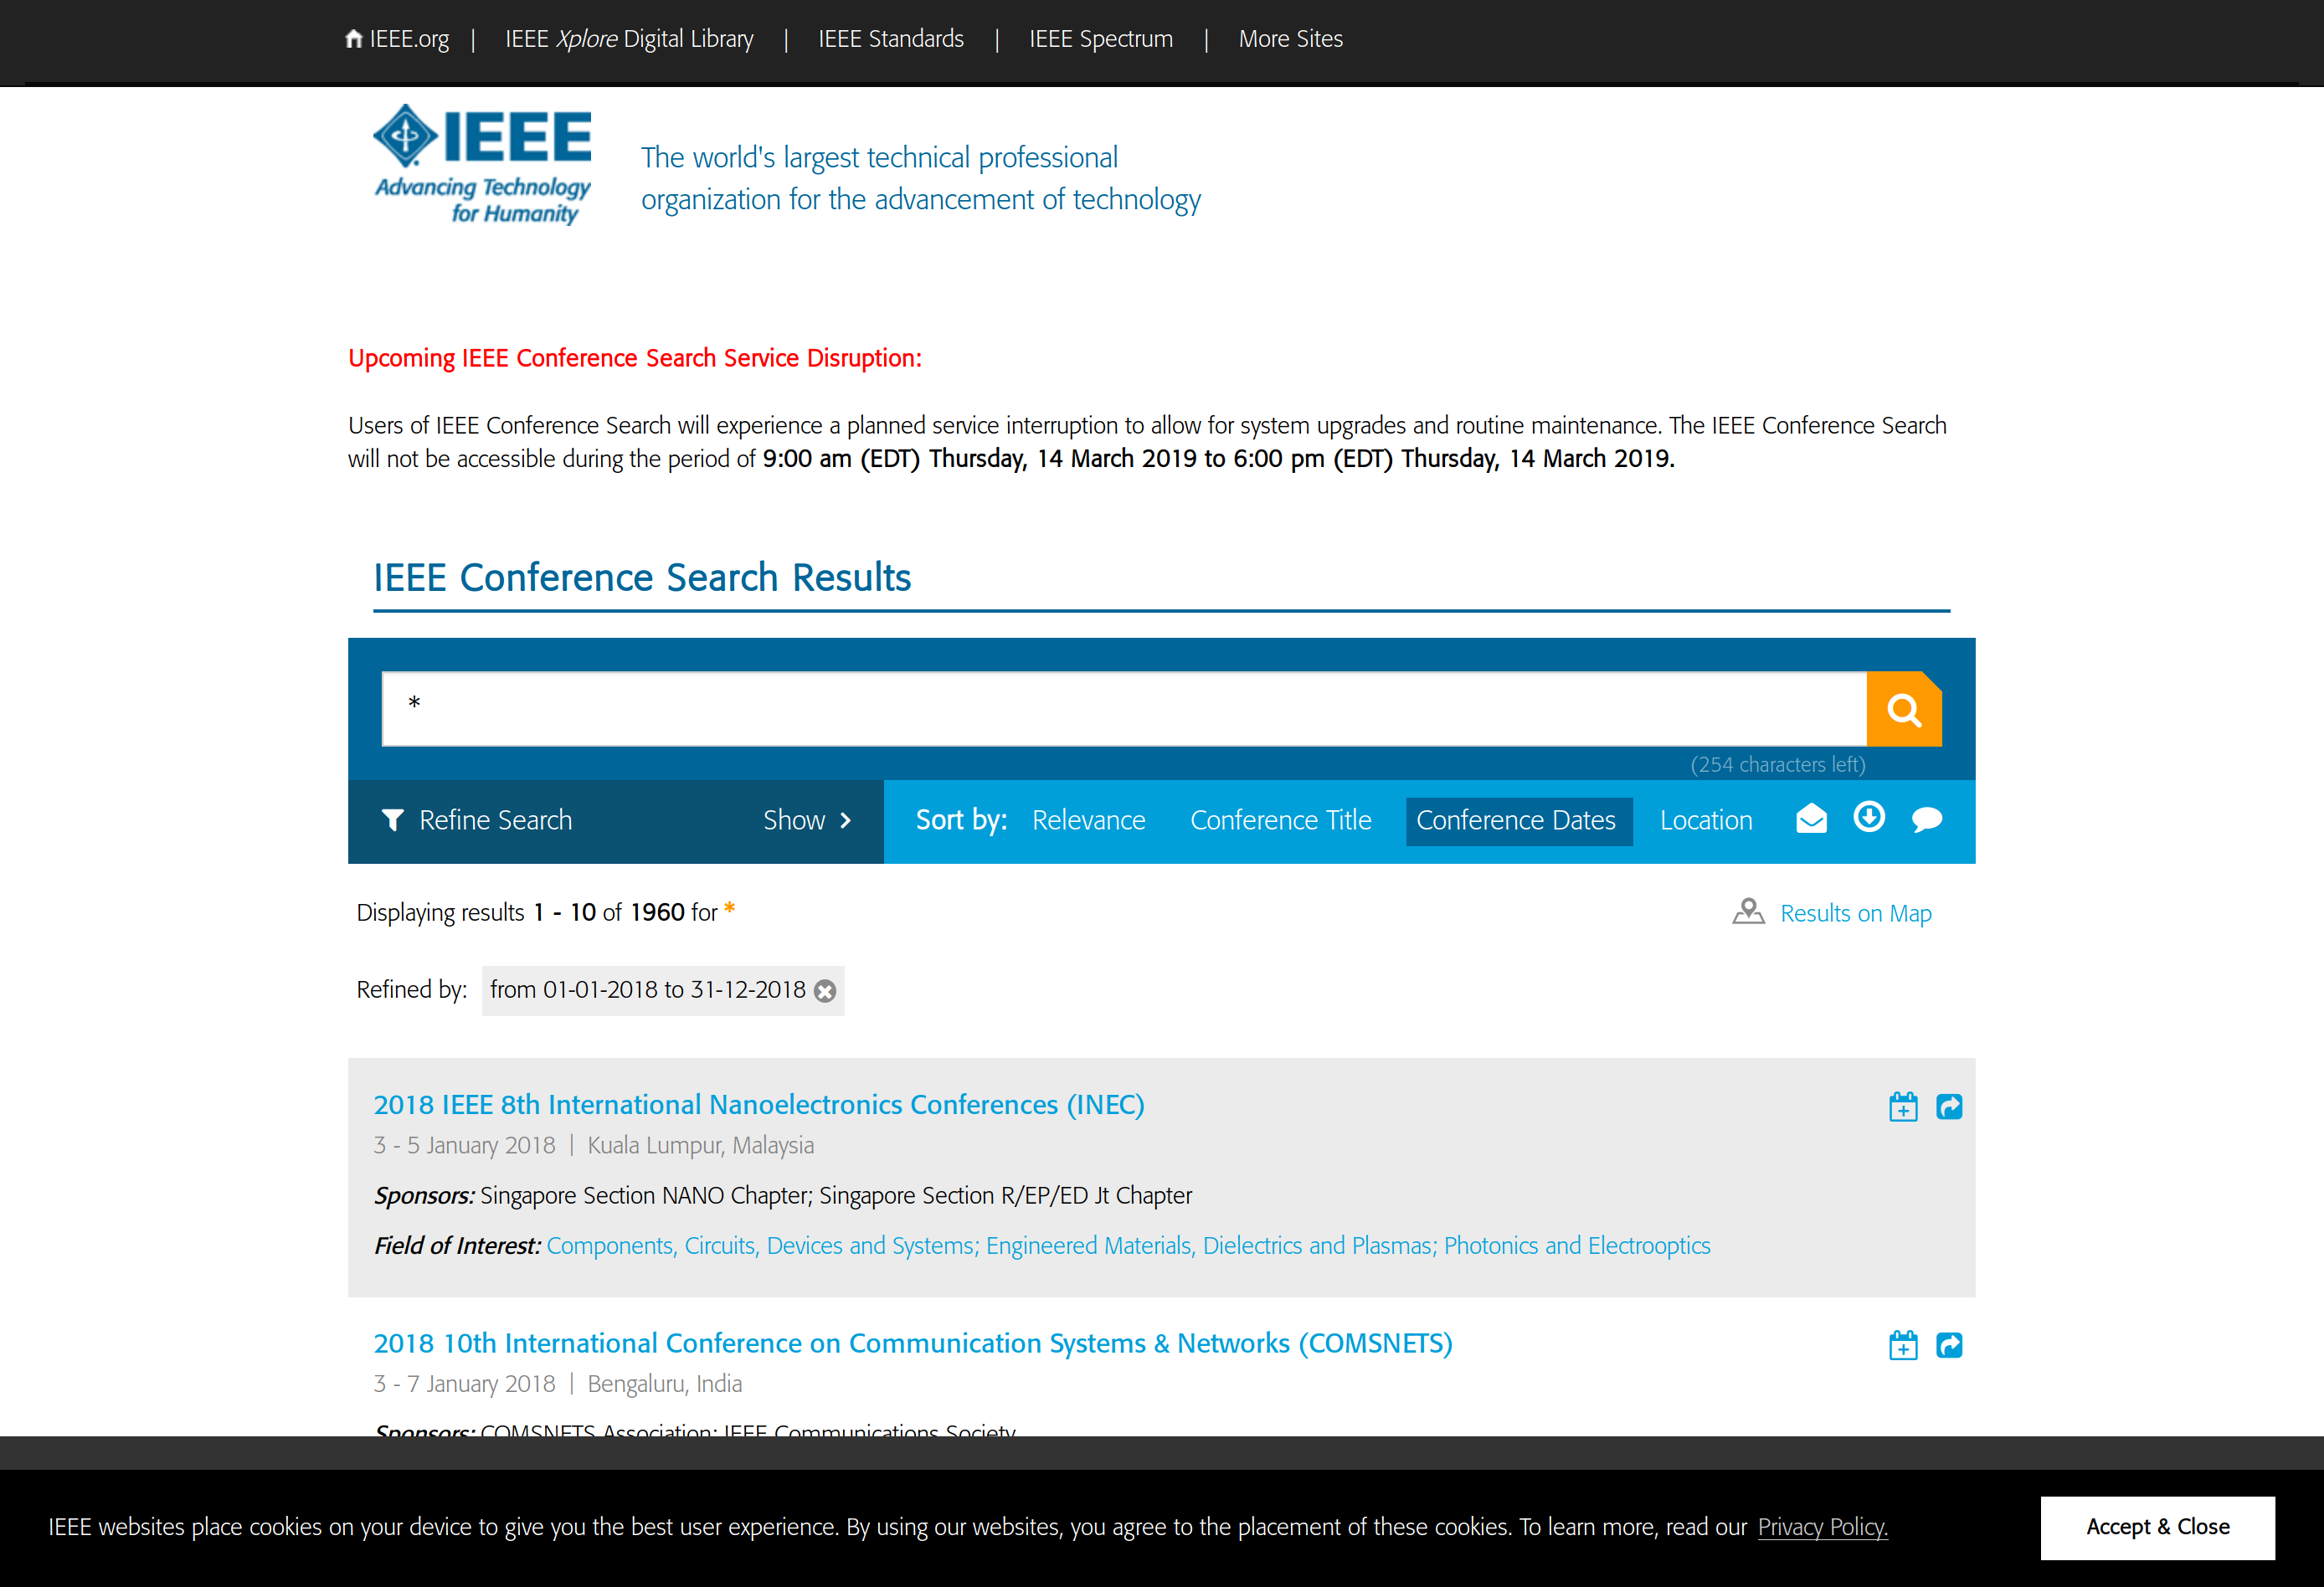 IEEE.org | IEEE Xplore Digital Library | IEEE Standards | IEEE Spectrum | More Sites
IEEE
Advancing Technology
for Humanity
The world's largest technical professional
organization for the advancement of technology
Upcoming IEEE Conference Search Service Disruption:
Users of IEEE Conference Search will experience a planned service interruption to allow for system upgrades and routine maintenance. The IEEE Conference Search
will not be accessible during the period of 9:00 am (EDT) Thursday, 14 March 2019 to 6:00 pm (EDT) Thursday, 14 March 2019.
IEEE Conference Search Results
*
(254 characters left)
Refine Search Show Sort by: Relevance Conference Title Conference Dates Location
Displaying results 1 - 10 of 1960 for *
Results on Map
Refined by: from 01-01-2018 to 31-12-2018
2018 IEEE 8th International Nanoelectronics Conferences (INEC)
3 - 5 January 2018 | Kuala Lumpur, Malaysia
Sponsors: Singapore Section NANO Chapter; Singapore Section R/EP/ED Jt Chapter
Field of Interest: Components, Circuits, Devices and Systems; Engineered Materials, Dielectrics and Plasmas; Photonics and Electrooptics
2018 10th International Conference on Communication Systems & Networks (COMSNETS)
3 - 7 January 2018 | Bengaluru, India
Sponsors: COMSNETS Association; IEEE Communications Society
IEEE websites place cookies on your device to give you the best user experience. By using our websites, you agree to the placement of these cookies. To learn more, read our Privacy Policy.
Accept & Close